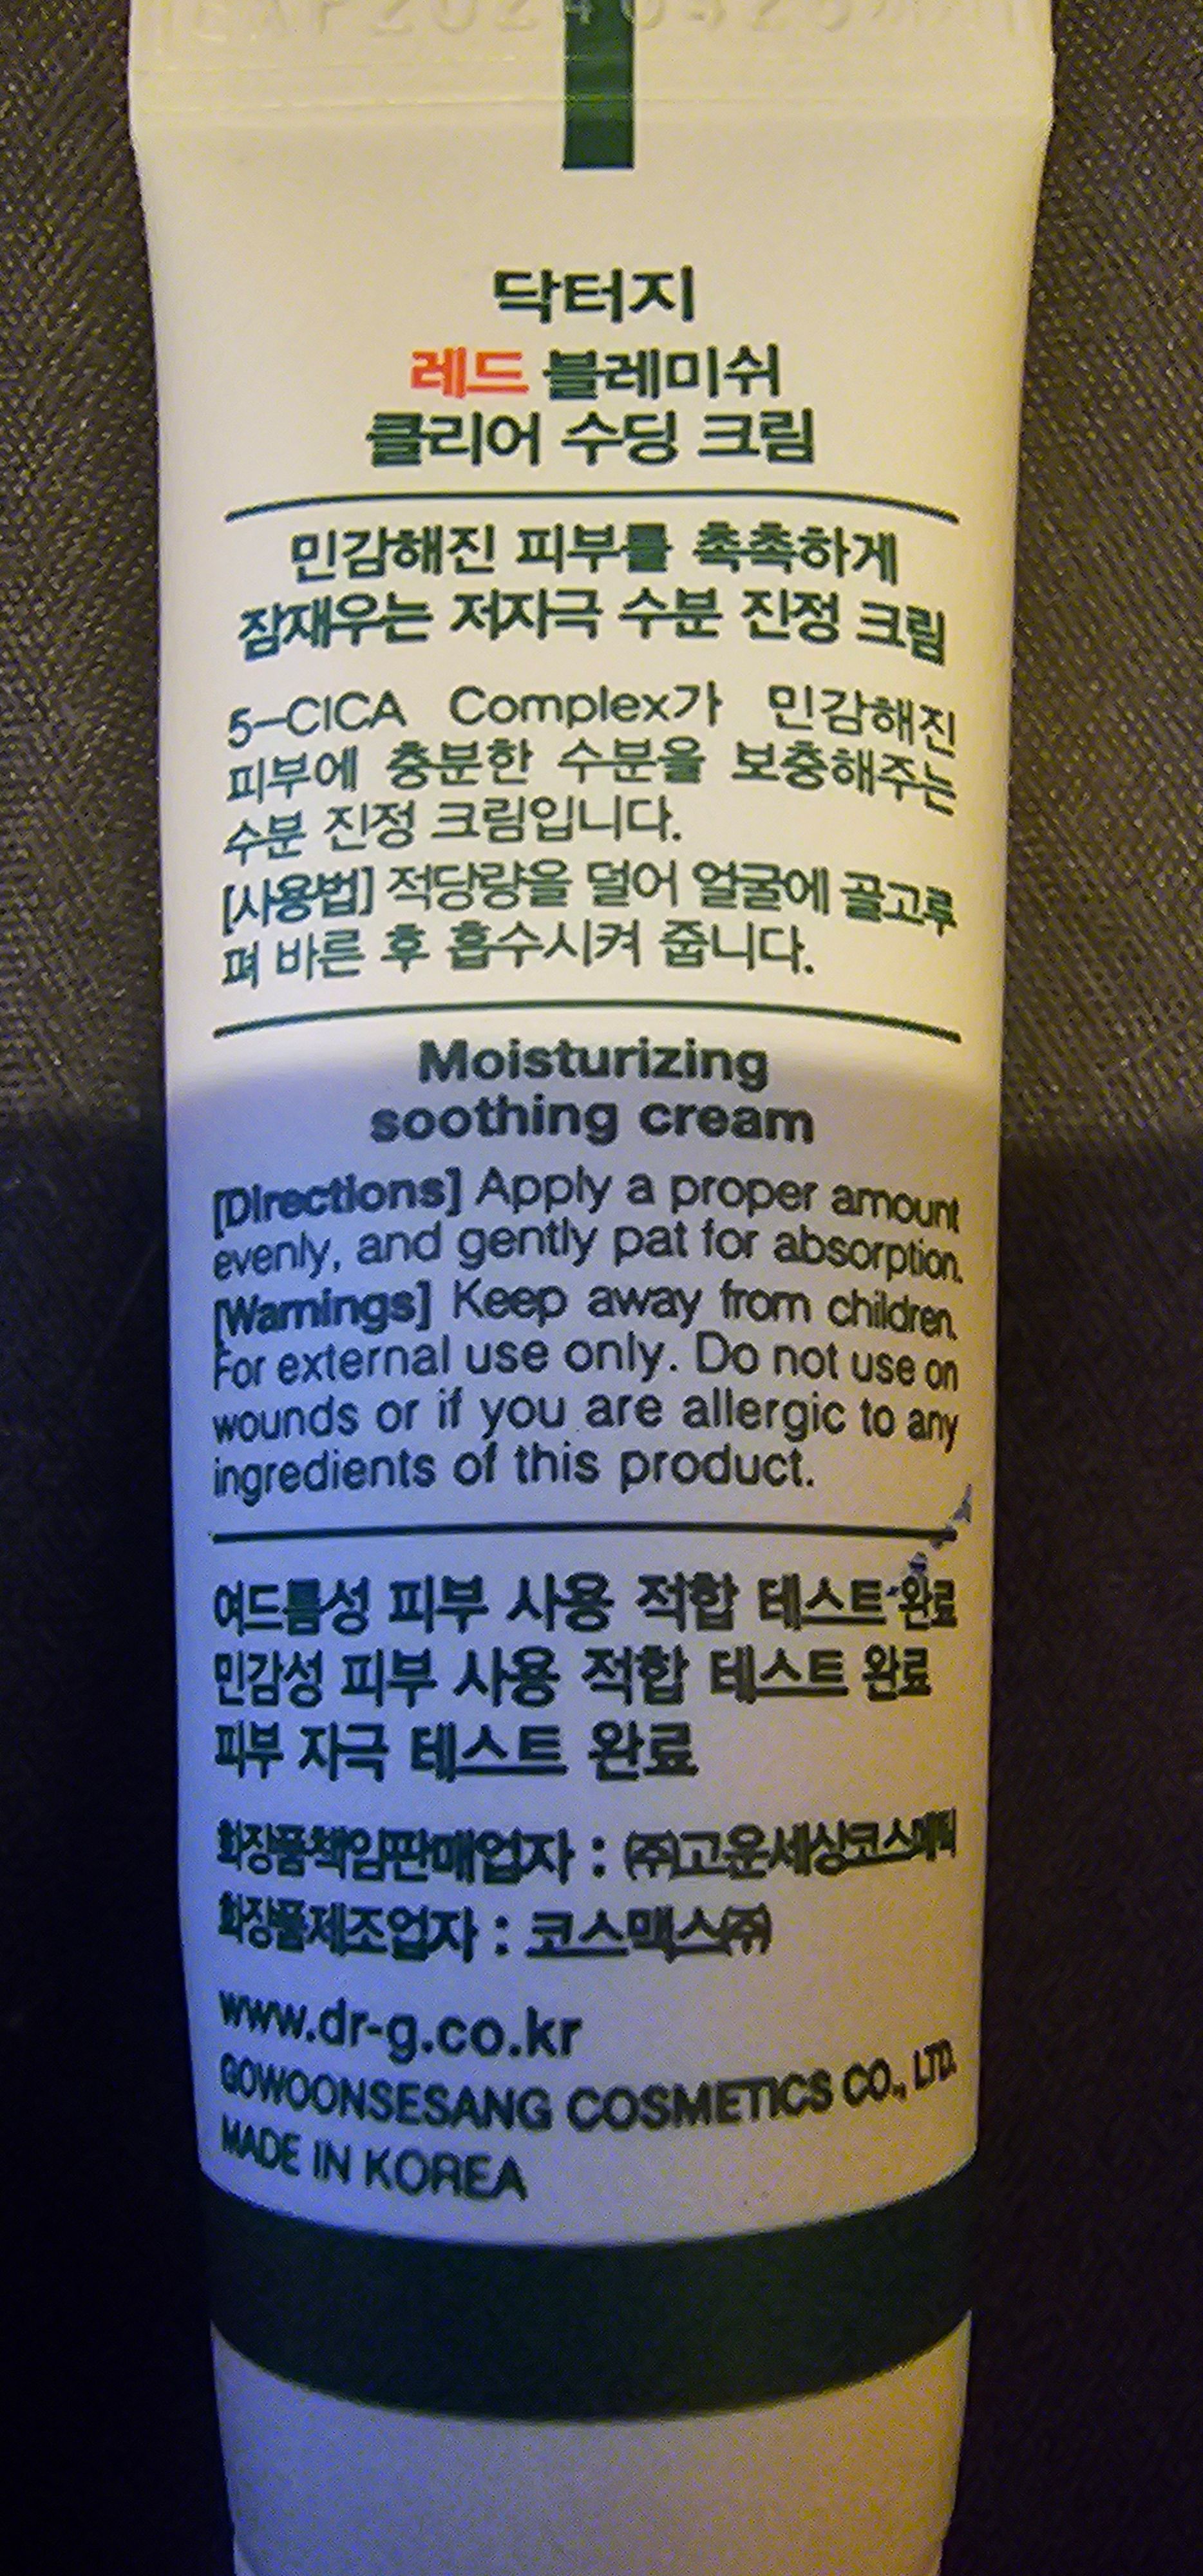 닥터지
레드 블레미쉬
클리어 수딩 크림
민감해진 피부를 촉촉하게
잠재우는 저자극 수분 진정 크림
5-CICA Complex가 민감해진
피부에 충분한 수분을 보충해주는
수분 진정 크림입니다.
[사용법] 적당량을 덜어 얼굴에 골고루
펴 바른 후 흡수시켜 줍니다.
Moisturizing
soothing cream
[Directions] Apply a proper amount
evenly, and gently pat for absorption.
[Warnings] Keep away from children.
For external use only. Do not use on
wounds or if you are allergic to any
ingredients of this product.
여드름성 피부 사용 적합 테스트 완료
민감성 피부 사용 적합 테스트 완료
피부 자극 테스트 완료
화장품책임판매업자 : ㈜고운세상코스메틱
화장품제조업자 : 코스맥스㈜
www.dr-g.co.kr
GOWOONSESANG COSMETICS CO., LTD.
MADE IN KOREA